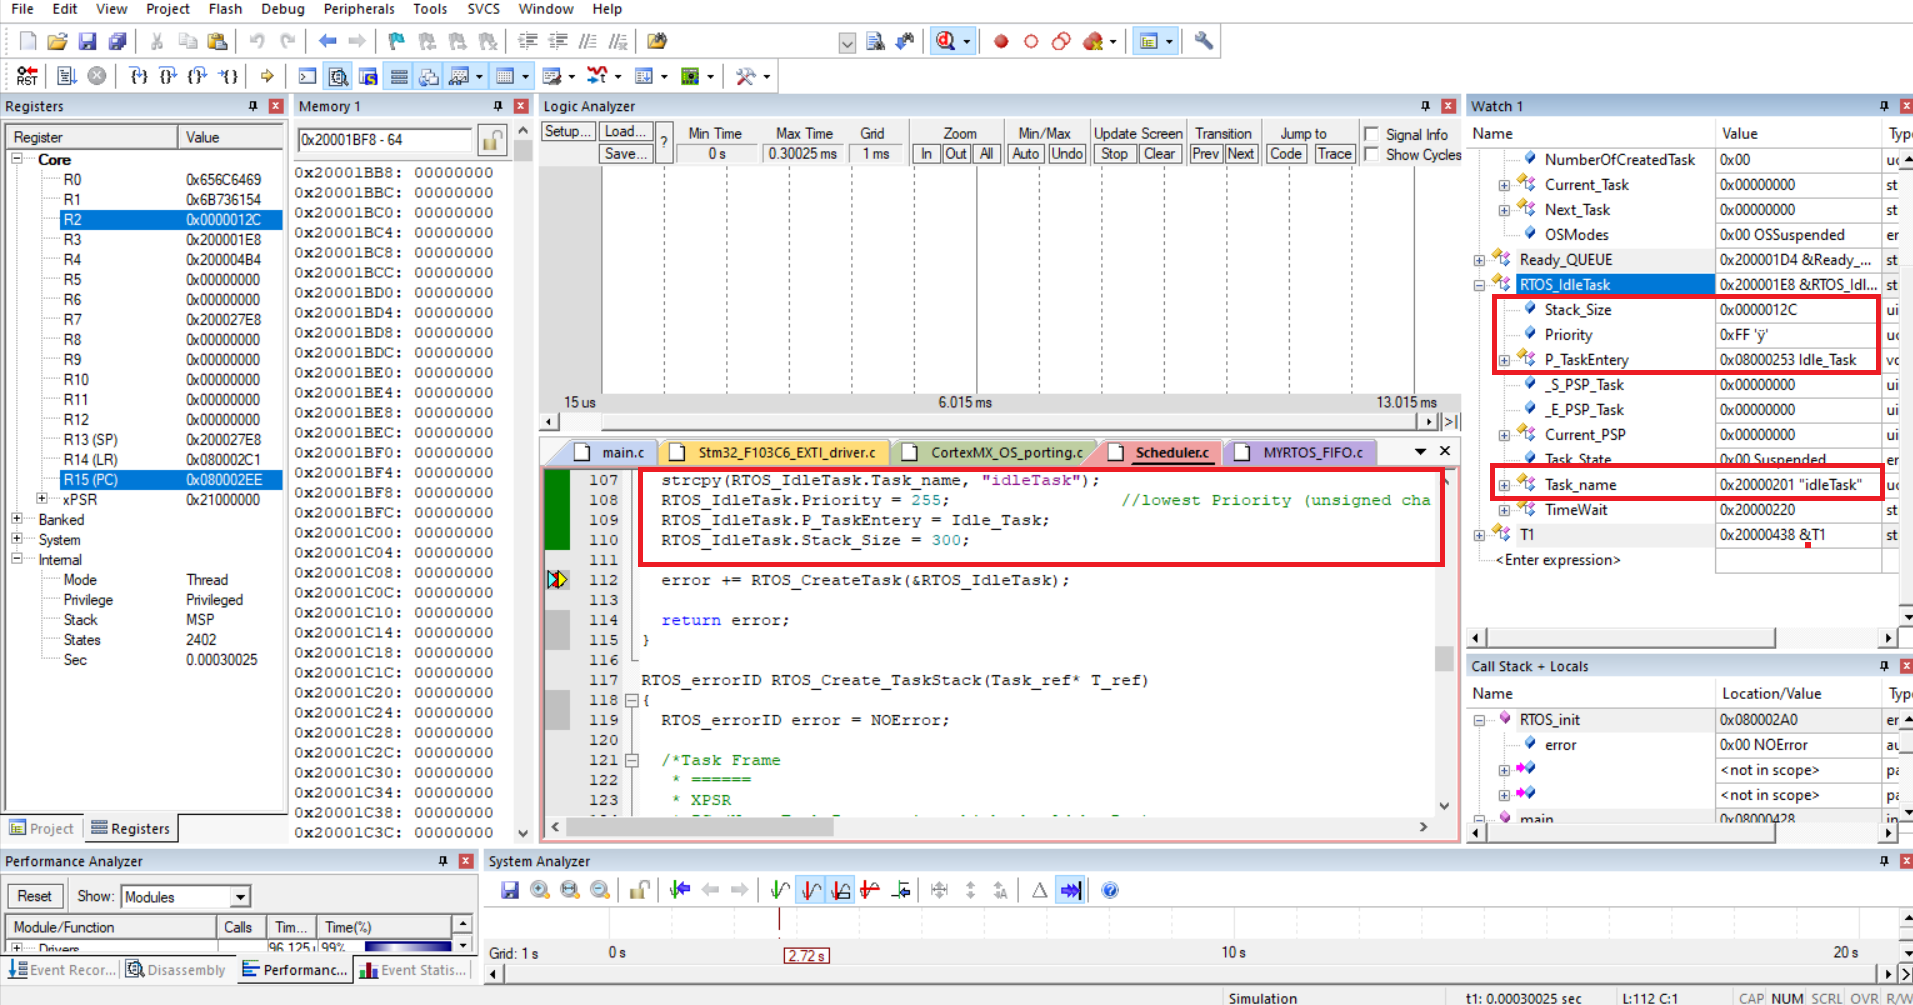 File Edit View Project Flash Debug Peripherals Tools SVCS Window Help
RST
Registers
Register Value
Core
R0 0x656C6469
R1 0x6B736154
R2 0x0000012C
R3 0x200001E8
R4 0x200004B4
R5 0x00000000
R6 0x00000000
R7 0x200027E8
R8 0x00000000
R9 0x00000000
R10 0x00000000
R11 0x00000000
R12 0x00000000
R13 (SP) 0x200027E8
R14 (LR) 0x080002C1
R15 (PC) 0x080002EE
xPSR 0x21000000
Banked
System
Internal
Mode Thread
Privilege Privileged
Stack MSP
States 2402
Sec 0.00030025
Project Registers
Memory 1
0x20001BF8 - 64
0x20001BB8: 00000000
0x20001BBC: 00000000
0x20001BC0: 00000000
0x20001BC4: 00000000
0x20001BC8: 00000000
0x20001BCC: 00000000
0x20001BD0: 00000000
0x20001BD4: 00000000
0x20001BD8: 00000000
0x20001BDC: 00000000
0x20001BE0: 00000000
0x20001BE4: 00000000
0x20001BE8: 00000000
0x20001BEC: 00000000
0x20001BF0: 00000000
0x20001BF4: 00000000
0x20001BF8: 00000000
0x20001BFC: 00000000
0x20001C00: 00000000
0x20001C04: 00000000
0x20001C08: 00000000
0x20001C0C: 00000000
0x20001C10: 00000000
0x20001C14: 00000000
0x20001C18: 00000000
0x20001C1C: 00000000
0x20001C20: 00000000
0x20001C24: 00000000
0x20001C28: 00000000
0x20001C2C: 00000000
0x20001C30: 00000000
0x20001C34: 00000000
0x20001C38: 00000000
0x20001C3C: 00000000
Logic Analyzer
Setup... Load... ? Min Time Max Time Grid Zoom Min/Max Update Screen Transition Jump to Signal Info
Save... 0 s 0.30025 ms 1 ms In Out All Auto Undo Stop Clear Prev Next Code Trace Show Cycles
15 us 6.015 ms 13.015 ms
main.c Stm32_F103C6_EXTI_driver.c CortexMX_OS_porting.c Scheduler.c MYRTOS_FIFO.c
107 strcpy(RTOS_IdleTask.Task_name, "idleTask");
108 RTOS_IdleTask.Priority = 255; //lowest Priority (unsigned cha
109 RTOS_IdleTask.P_TaskEntery = Idle_Task;
110 RTOS_IdleTask.Stack_Size = 300;
111
112 error += RTOS_CreateTask(&RTOS_IdleTask);
113
114 return error;
115 }
116
117 RTOS_errorID RTOS_Create_TaskStack(Task_ref* T_ref)
118 {
119 RTOS_errorID error = NOError;
120
121 /*Task Frame
122 * ======
123 * XPSR
Watch 1
Name Value Typ
NumberOfCreatedTask 0x00 uc
Current_Task 0x00000000 st
Next_Task 0x00000000 st
OSModes 0x00 OSSuspended er
Ready_QUEUE 0x200001D4 &Ready_... st
RTOS_IdleTask 0x200001E8 &RTOS_Idl... st
Stack_Size 0x0000012C ui
Priority 0xFF 'ÿ' uc
P_TaskEntery 0x08000253 Idle_Task vc
_S_PSP_Task 0x00000000 ui
_E_PSP_Task 0x00000000 ui
Current_PSP 0x00000000 ui
Task_State 0x00 Suspended er
Task_name 0x20000201 "idleTask" uc
TimeWait 0x20000220 st
T1 0x20000438 &T1 st
<Enter expression>
Call Stack + Locals
Name Location/Value Typ
RTOS_init 0x080002A0 er
error 0x00 NOError au
<not in scope> pa
<not in scope> pa
main 0x08000428 in
Performance Analyzer
Reset Show: Modules
Module/Function Calls Tim... Time(%)
Drivers 96.125 99%
Event Recor... Disassembly Performanc... Event Statis...
System Analyzer
Grid: 1 s 0 s 2.72 s 10 s 20 s
Simulation t1: 0.00030025 sec L:112 C:1 CAP NUM SCRL OVR R/W